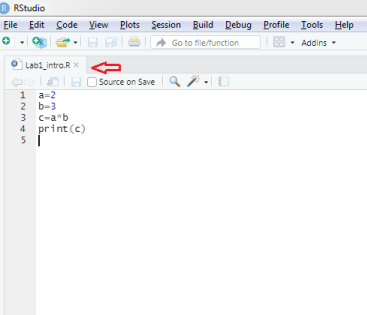 RStudio
File Edit Code View Plots Session Build Debug Profile Tools Help
Go to file/function Addins
Lab1_intro.R
Source on Save
1 a=2
2 b=3
3 c=a*b
4 print(c)
5